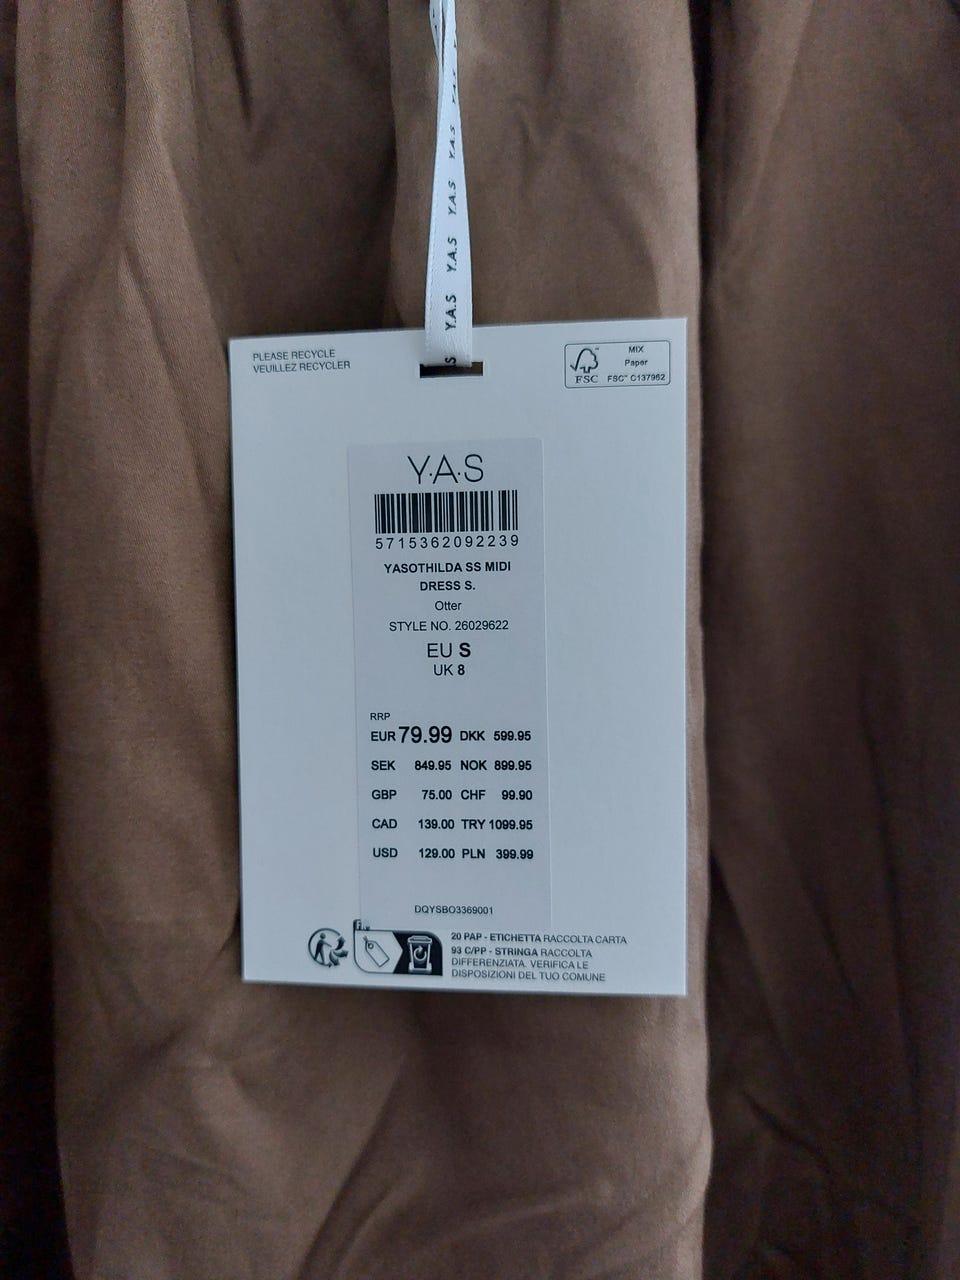 Y.A.S Y.A.S Y.A.S Y.A.S Y.A.S
PLEASE RECYCLE
VEUILLEZ RECYCLER
FSC™
MIX
Paper
FSC™ C137962
Y.A.S
5715362092239
YASOTHILDA SS MIDI
DRESS S.
Otter
STYLE NO. 26029622
EU S
UK 8
RRP
EUR 79.99 DKK 599.95
SEK 849.95 NOK 899.95
GBP 75.00 CHF 99.90
CAD 139.00 TRY 1099.95
USD 129.00 PLN 399.99
DQYSBO3369001
20 PAP - ETICHETTA RACCOLTA CARTA
93 C/PP - STRINGA RACCOLTA
DIFFERENZIATA. VERIFICA LE
DISPOSIZIONI DEL TUO COMUNE